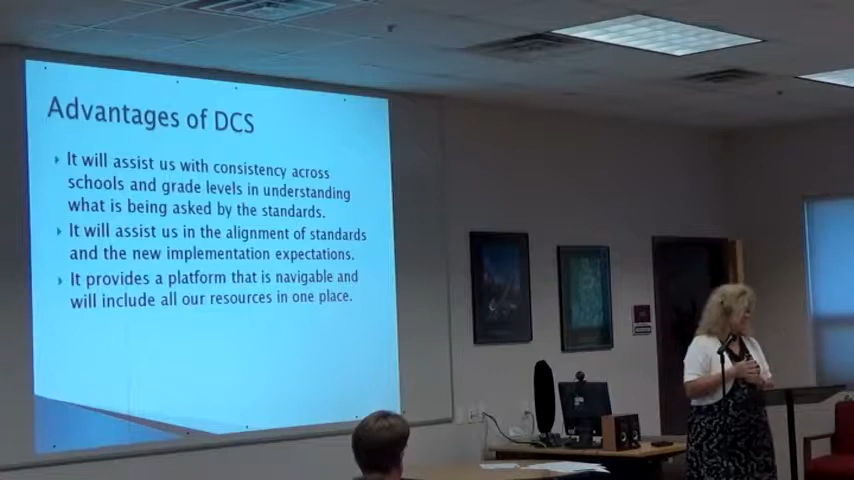 Advantages of DCS
It will assist us with consistency across
schools and grade levels in understanding
what is being asked by the standards.
It will assist us in the alignment of standards
and the new implementation expectations.
It provides a platform that is navigable and
will include all our resources in one place.